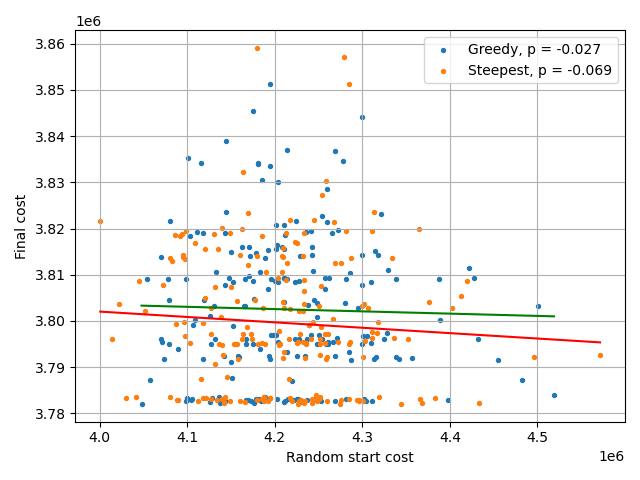 1e6
3.86
3.85
3.84
3.83
3.82
3.81
3.80
3.79
3.78
Final cost
Greedy, p = -0.027
Steepest, p = -0.069
4.0 4.1 4.2 4.3 4.4 4.5
Random start cost
1e6